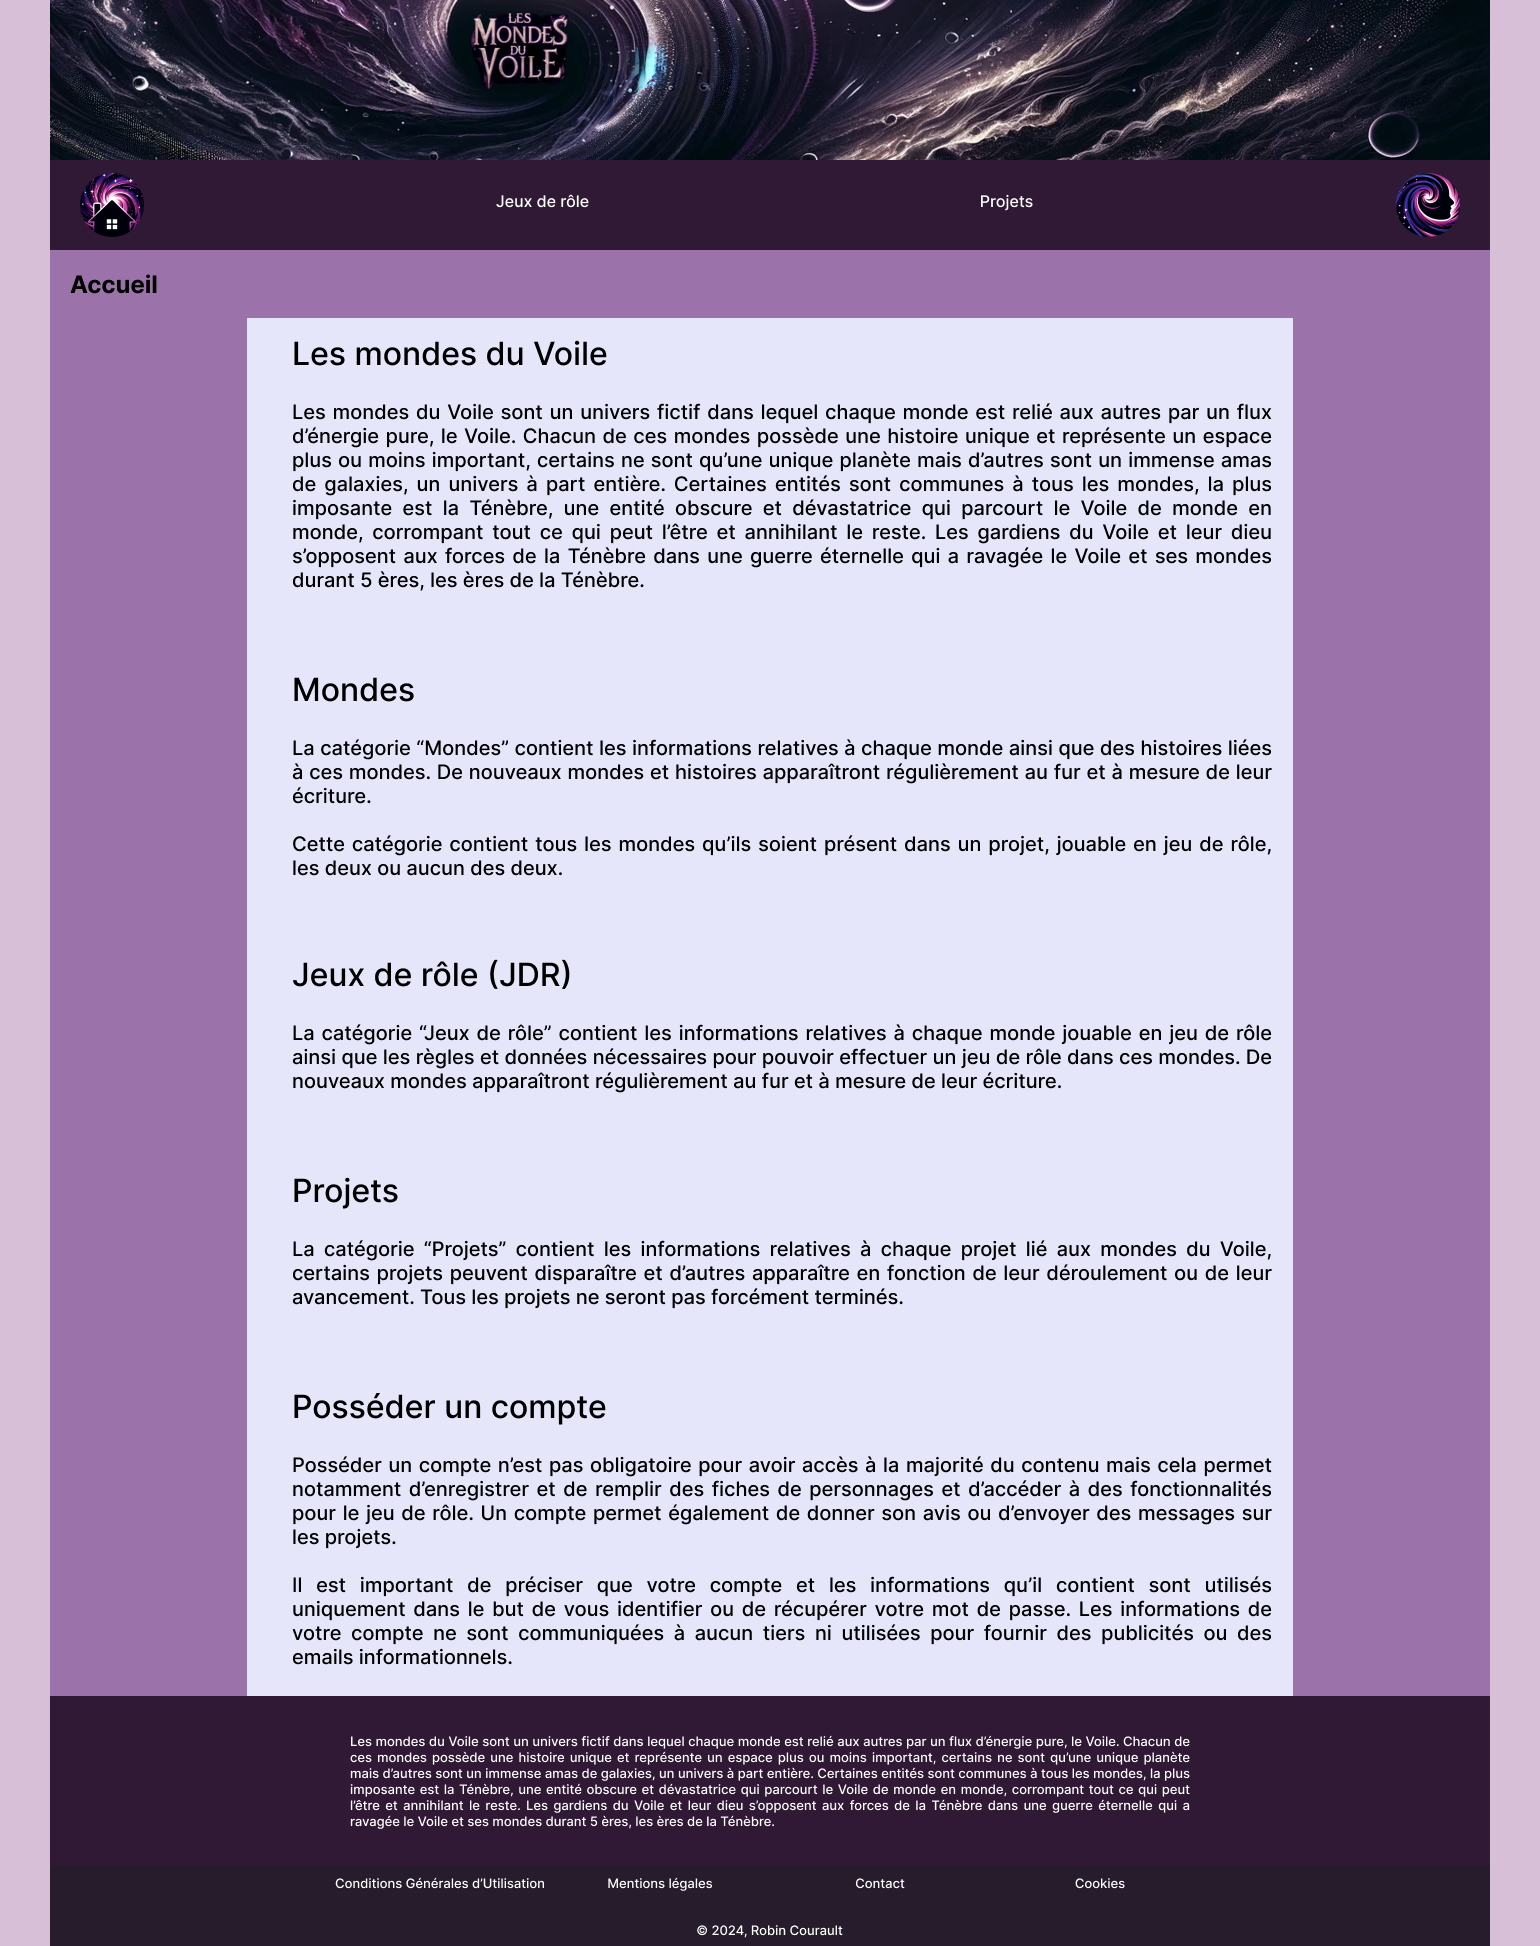 LES
MONDES
DU
VOILE
Jeux de rôle
Projets
Accueil
Les mondes du Voile
Les mondes du Voile sont un univers fictif dans lequel chaque monde est relié aux autres par un flux
d’énergie pure, le Voile. Chacun de ces mondes possède une histoire unique et représente un espace
plus ou moins important, certains ne sont qu’une unique planète mais d’autres sont un immense amas
de galaxies, un univers à part entière. Certaines entités sont communes à tous les mondes, la plus
imposante est la Ténèbre, une entité obscure et dévastatrice qui parcourt le Voile de monde en
monde, corrompant tout ce qui peut l’être et annihilant le reste. Les gardiens du Voile et leur dieu
s’opposent aux forces de la Ténèbre dans une guerre éternelle qui a ravagée le Voile et ses mondes
durant 5 ères, les ères de la Ténèbre.
Mondes
La catégorie “Mondes” contient les informations relatives à chaque monde ainsi que des histoires liées
à ces mondes. De nouveaux mondes et histoires apparaîtront régulièrement au fur et à mesure de leur
écriture.
Cette catégorie contient tous les mondes qu’ils soient présent dans un projet, jouable en jeu de rôle,
les deux ou aucun des deux.
Jeux de rôle (JDR)
La catégorie “Jeux de rôle” contient les informations relatives à chaque monde jouable en jeu de rôle
ainsi que les règles et données nécessaires pour pouvoir effectuer un jeu de rôle dans ces mondes. De
nouveaux mondes apparaîtront régulièrement au fur et à mesure de leur écriture.
Projets
La catégorie “Projets” contient les informations relatives à chaque projet lié aux mondes du Voile,
certains projets peuvent disparaître et d’autres apparaître en fonction de leur déroulement ou de leur
avancement. Tous les projets ne seront pas forcément terminés.
Posséder un compte
Posséder un compte n’est pas obligatoire pour avoir accès à la majorité du contenu mais cela permet
notamment d’enregistrer et de remplir des fiches de personnages et d’accéder à des fonctionnalités
pour le jeu de rôle. Un compte permet également de donner son avis ou d’envoyer des messages sur
les projets.
Il est important de préciser que votre compte et les informations qu’il contient sont utilisés
uniquement dans le but de vous identifier ou de récupérer votre mot de passe. Les informations de
votre compte ne sont communiquées à aucun tiers ni utilisées pour fournir des publicités ou des
emails informationnels.
Les mondes du Voile sont un univers fictif dans lequel chaque monde est relié aux autres par un flux d’énergie pure, le Voile. Chacun de
ces mondes possède une histoire unique et représente un espace plus ou moins important, certains ne sont qu’une unique planète
mais d’autres sont un immense amas de galaxies, un univers à part entière. Certaines entités sont communes à tous les mondes, la plus
imposante est la Ténèbre, une entité obscure et dévastatrice qui parcourt le Voile de monde en monde, corrompant tout ce qui peut
l’être et annihilant le reste. Les gardiens du Voile et leur dieu s’opposent aux forces de la Ténèbre dans une guerre éternelle qui a
ravagée le Voile et ses mondes durant 5 ères, les ères de la Ténèbre.
Conditions Générales d’Utilisation
Mentions légales
Contact
Cookies
© 2024, Robin Courault